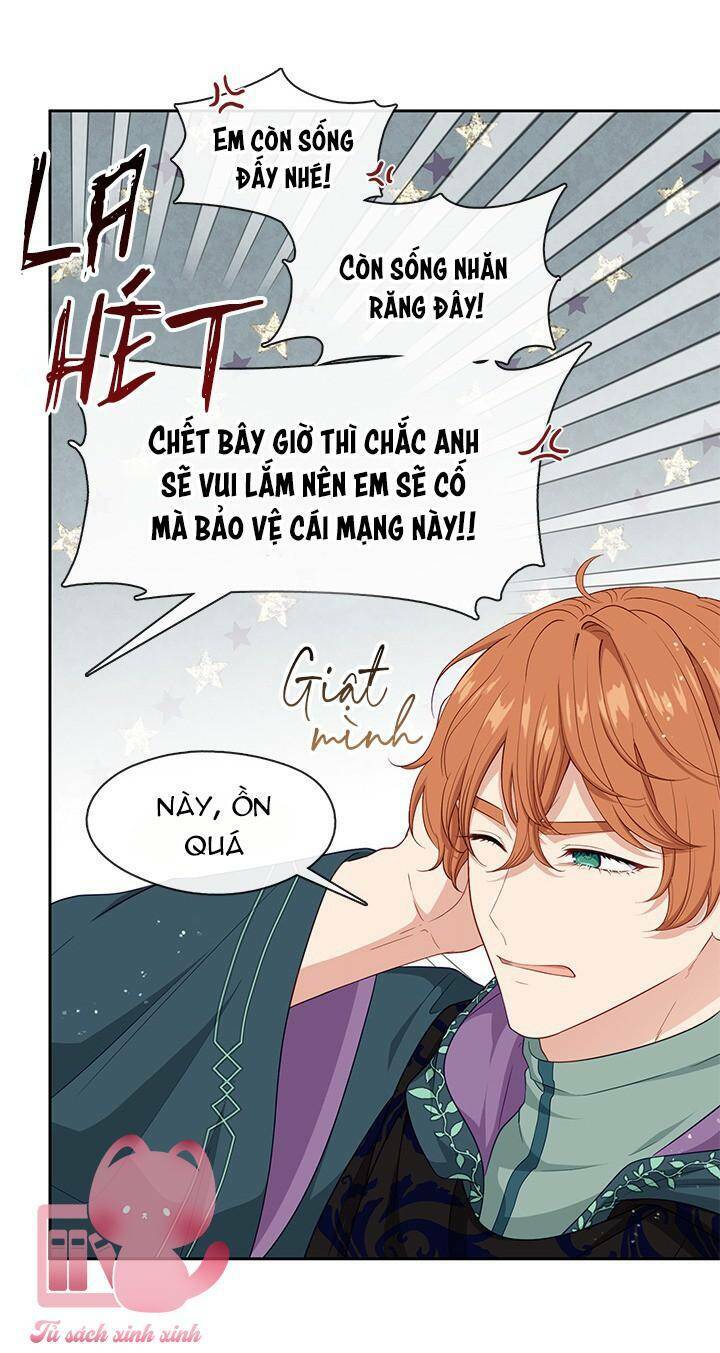 EM CÒN SỐNG
ĐẤY NHÉ!
LA
HÉT
CÒN SỐNG NHĂN
RĂNG ĐÂY!
CHẾT BÂY GIỜ THÌ CHẮC ANH
SẼ VUI LẮM NÊN EM SẼ CỐ
MÀ BẢO VỆ CÁI MẠNG NÀY!!
Giật
mình
NÀY, ỒN
QUÁ
Tủ sách xinh xinh